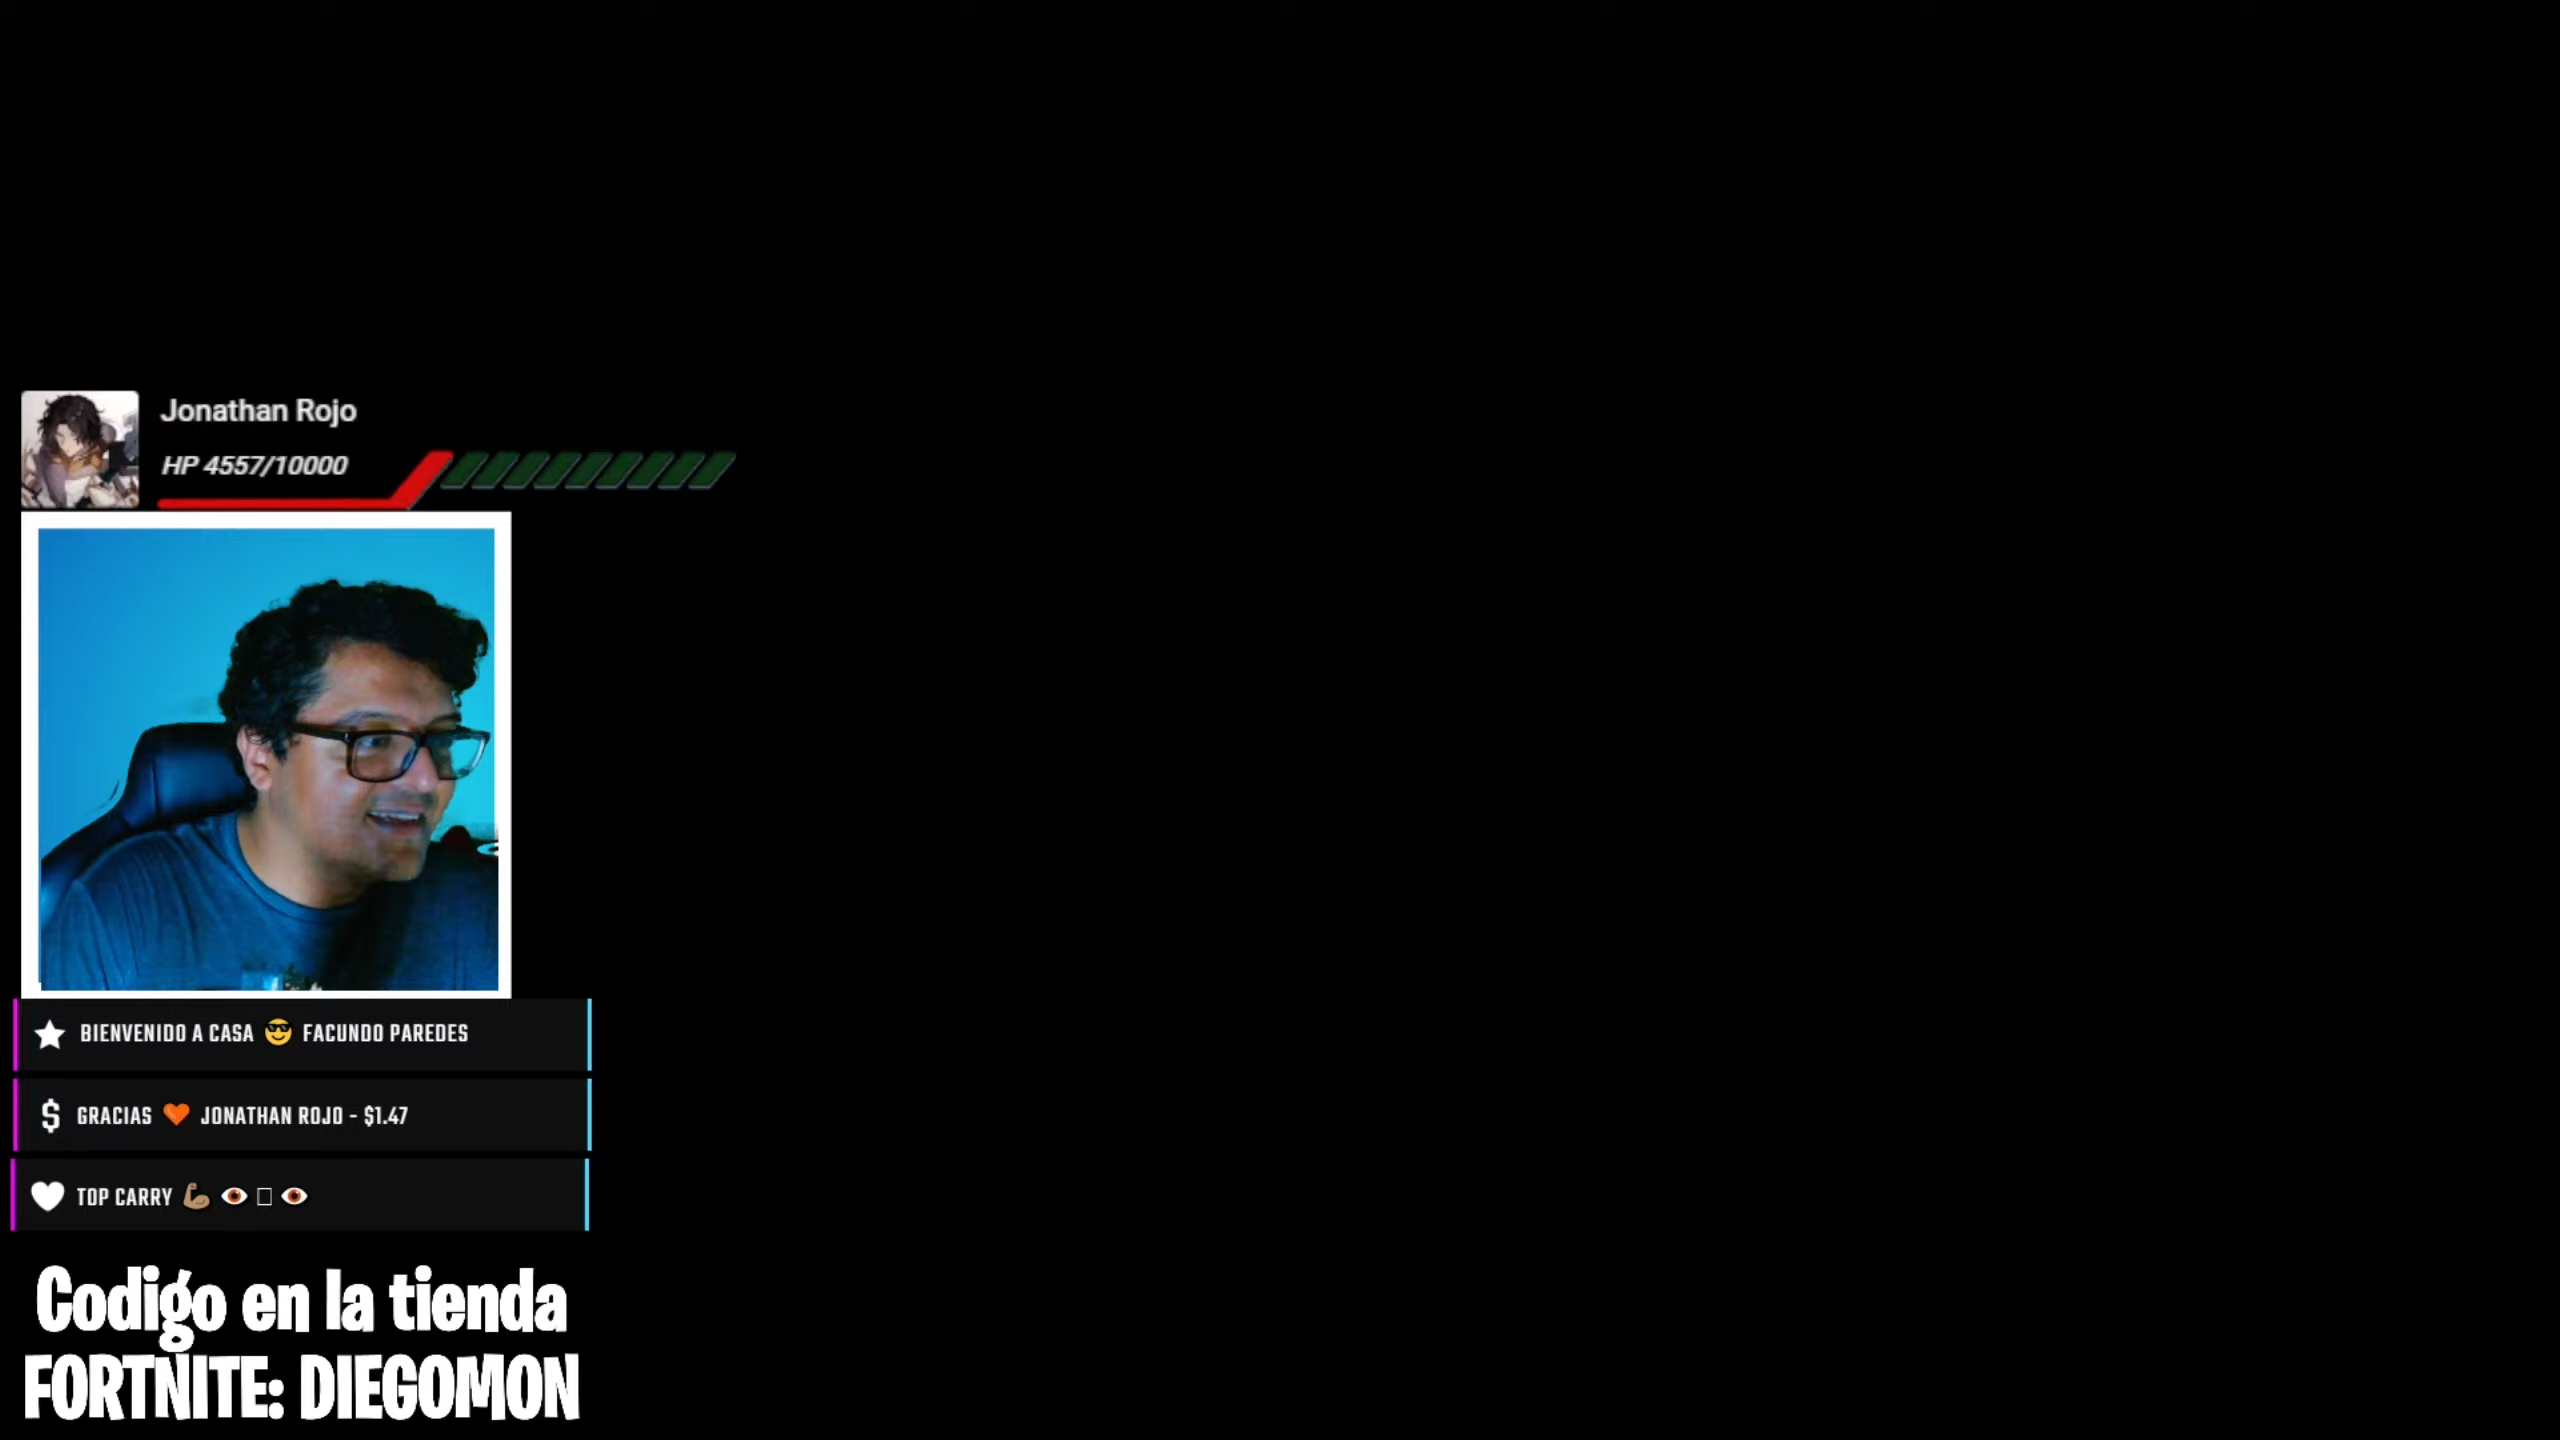 Jonathan Rojo
HP 4557/10000
BIENVENIDO A CASA 😎 FACUNDO PAREDES
$ GRACIAS 🧡 JONATHAN ROJO - $1.47
TOP CARRY 💪🏽 👁 □ 👁
Codigo en la tienda
FORTNITE: DIEGOMON